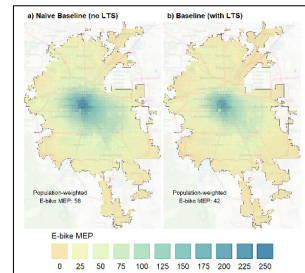 a) Naive Baseline (no LTS)
b) Baseline (with LTS)
Population-weighted
E-bike MEP: 58
Population-weighted
E-bike MEP: 42
E-bike MEP
0 25 50 75 100 125 150 175 200 225 250